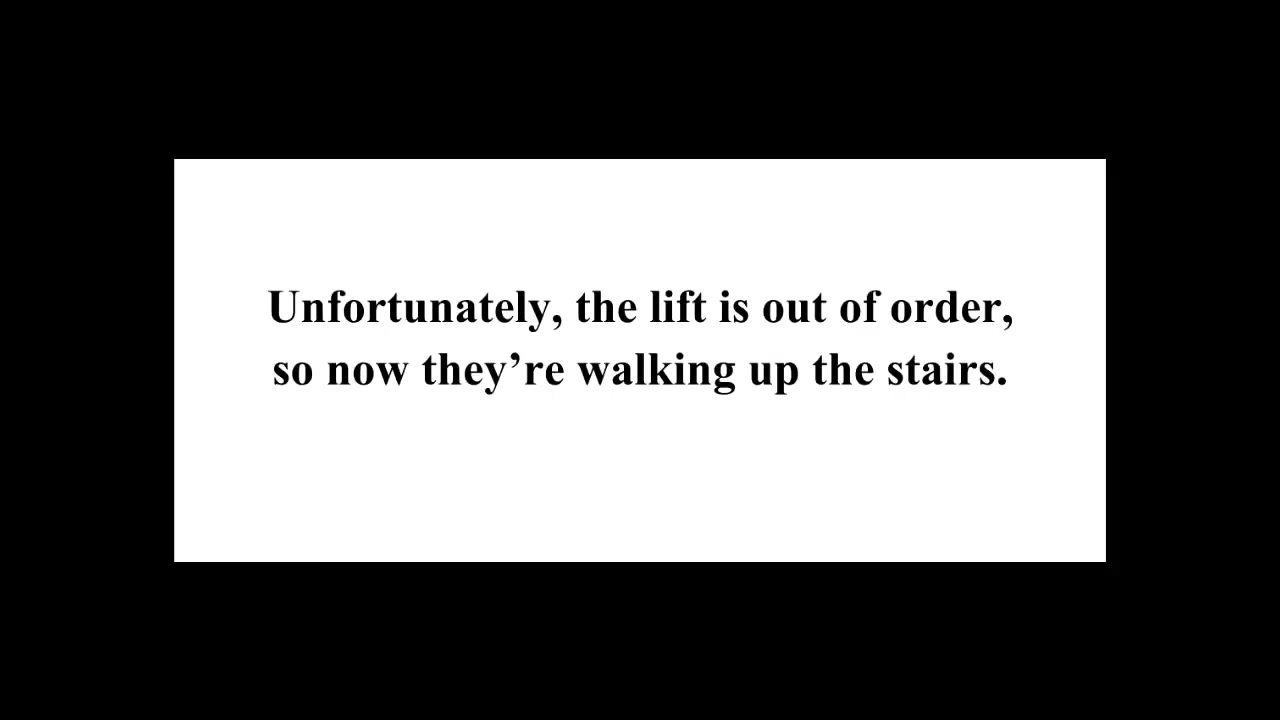 Unfortunately, the lift is out of order,
so now they’re walking up the stairs.